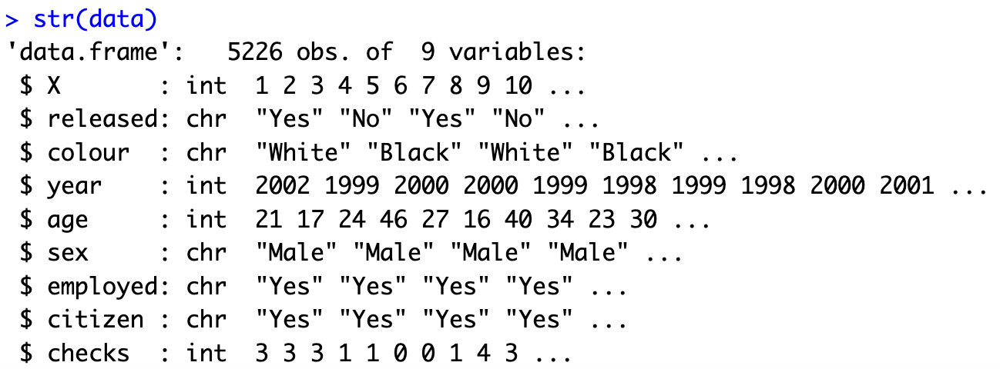 > str(data)
'data.frame':   5226 obs. of  9 variables:
 $ X       : int  1 2 3 4 5 6 7 8 9 10 ...
 $ released: chr  "Yes" "No" "Yes" "No" ...
 $ colour  : chr  "White" "Black" "White" "Black" ...
 $ year    : int  2002 1999 2000 2000 1999 1998 1999 1998 2000 2001 ...
 $ age     : int  21 17 24 46 27 16 40 34 23 30 ...
 $ sex     : chr  "Male" "Male" "Male" "Male" ...
 $ employed: chr  "Yes" "Yes" "Yes" "Yes" ...
 $ citizen : chr  "Yes" "Yes" "Yes" "Yes" ...
 $ checks  : int  3 3 3 1 1 0 0 1 4 3 ...